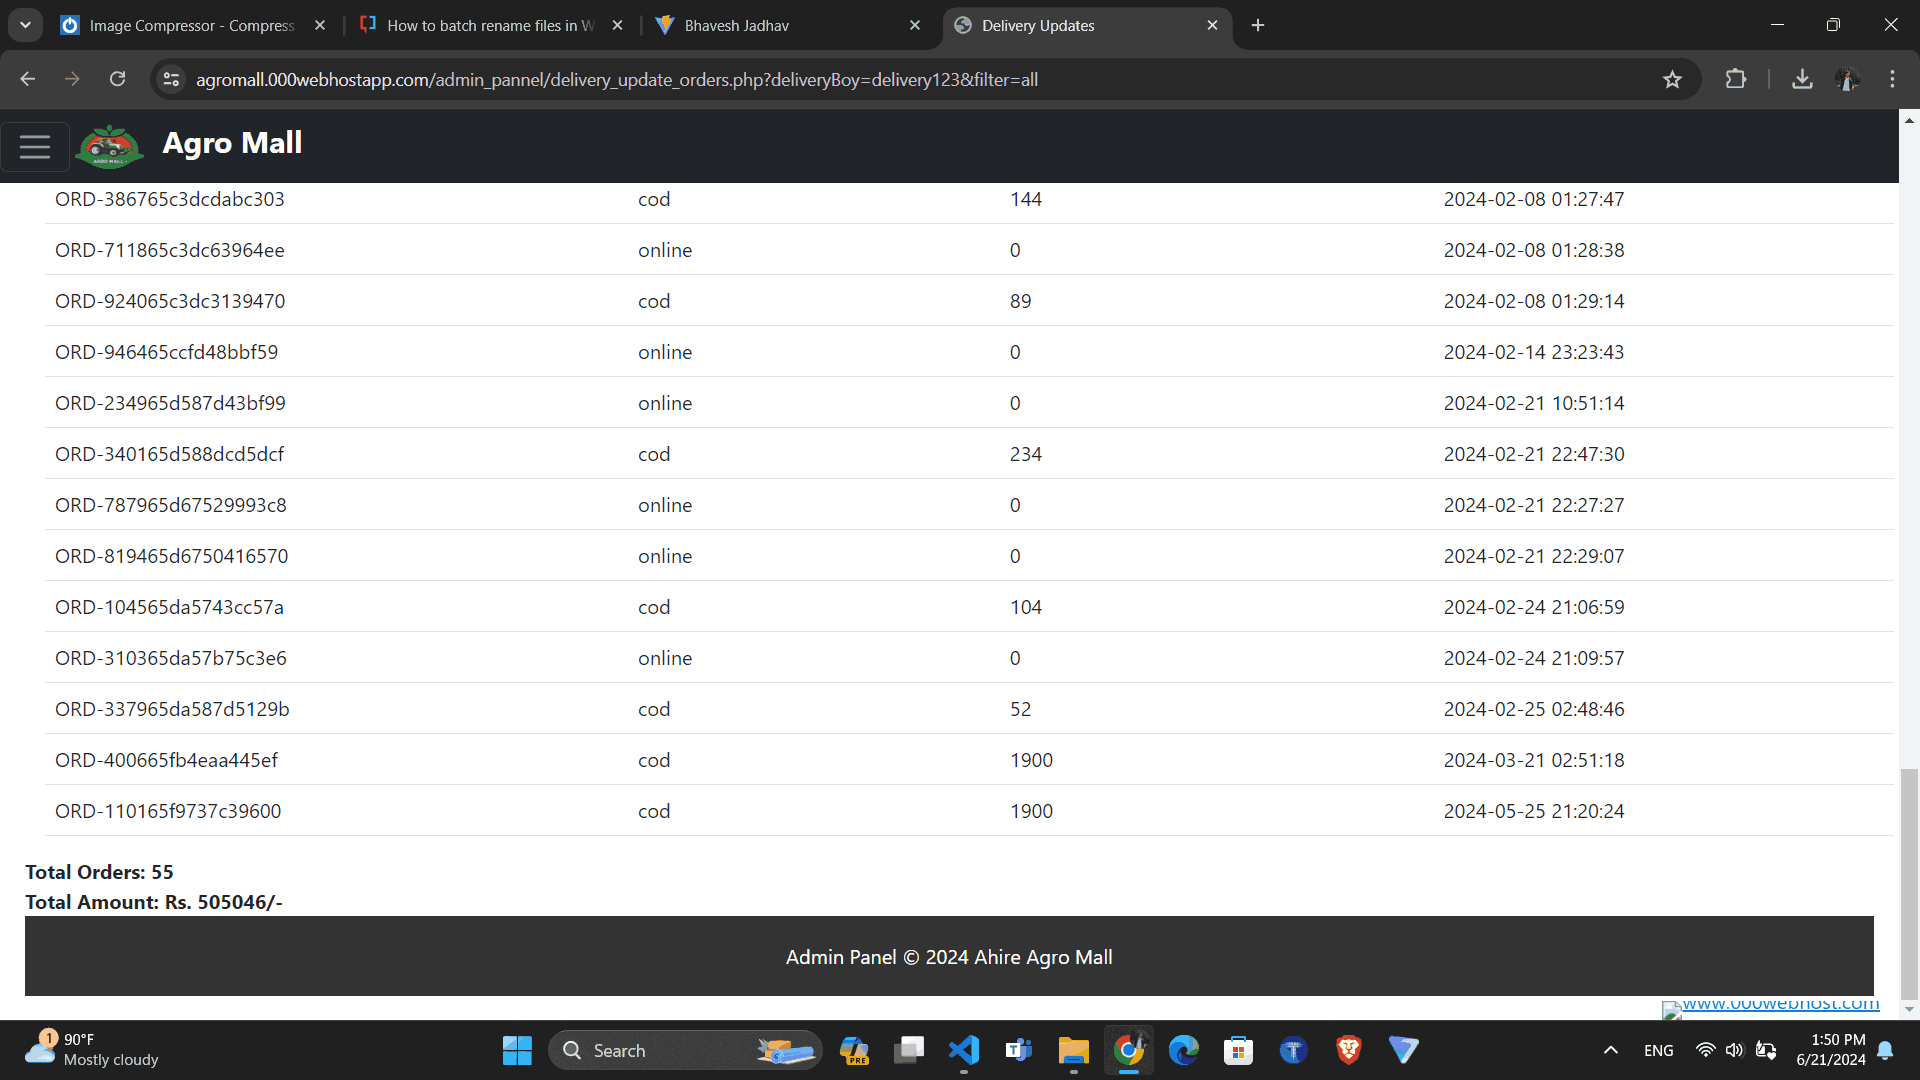 Image Compressor - Compress
How to batch rename files in W
Bhavesh Jadhav
Delivery Updates
agromall.000webhostapp.com/admin_pannel/delivery_update_orders.php?deliveryBoy=delivery123&filter=all
AGRO MALL
Agro Mall
ORD-386765c3dcdabc303 cod 144 2024-02-08 01:27:47
ORD-711865c3dc63964ee online 0 2024-02-08 01:28:38
ORD-924065c3dc3139470 cod 89 2024-02-08 01:29:14
ORD-946465ccfd48bbf59 online 0 2024-02-14 23:23:43
ORD-234965d587d43bf99 online 0 2024-02-21 10:51:14
ORD-340165d588dcd5dcf cod 234 2024-02-21 22:47:30
ORD-787965d67529993c8 online 0 2024-02-21 22:27:27
ORD-819465d6750416570 online 0 2024-02-21 22:29:07
ORD-104565da5743cc57a cod 104 2024-02-24 21:06:59
ORD-310365da57b75c3e6 online 0 2024-02-24 21:09:57
ORD-337965da587d5129b cod 52 2024-02-25 02:48:46
ORD-400665fb4eaa445ef cod 1900 2024-03-21 02:51:18
ORD-110165f9737c39600 cod 1900 2024-05-25 21:20:24
Total Orders: 55
Total Amount: Rs. 505046/-
Admin Panel © 2024 Ahire Agro Mall
www.000webhost.com
1
90°F
Mostly cloudy
Search
PRE
ENG
1:50 PM
6/21/2024